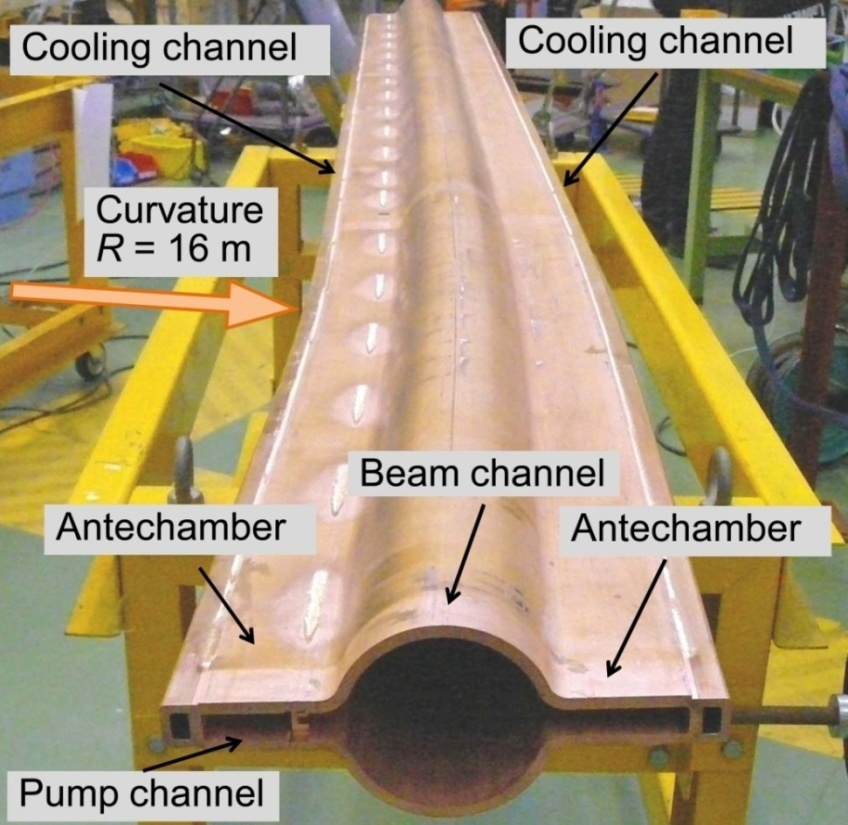 Cooling channel
Cooling channel
Curvature
R = 16 m
Beam channel
Antechamber
Antechamber
Pump channel